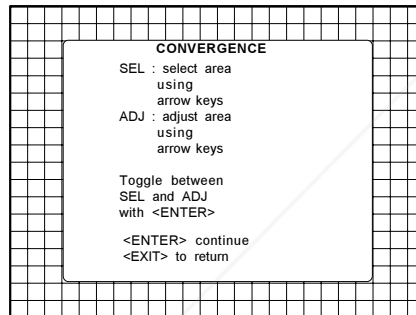 CONVERGENCE
SEL : select area
using
arrow keys
ADJ : adjust area
using
arrow keys
Toggle between
SEL and ADJ
with <ENTER>
<ENTER> continue
<EXIT> to return